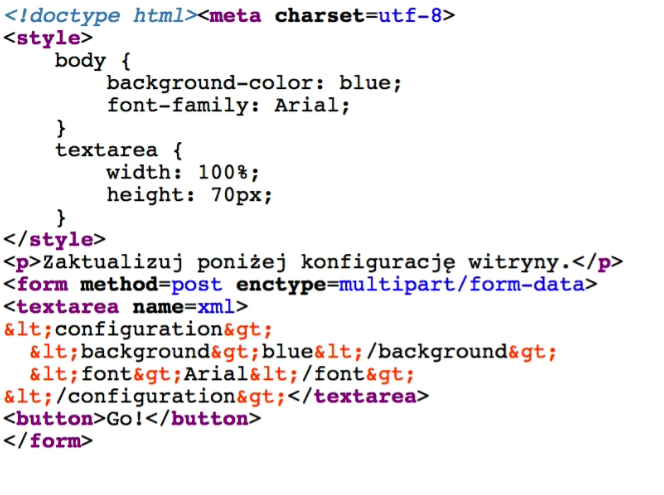 <!doctype html><meta charset=utf-8>
<style>
    body {
        background-color: blue;
        font-family: Arial;
    }
    textarea {
        width: 100%;
        height: 70px;
    }
</style>
<p>Zaktualizuj poniżej konfigurację witryny.</p>
<form method=post enctype=multipart/form-data>
<textarea name=xml>
&lt;configuration&gt;
  &lt;background&gt;blue&lt;/background&gt;
  &lt;font&gt;Arial&lt;/font&gt;
&lt;/configuration&gt;</textarea>
<button>Go!</button>
</form>